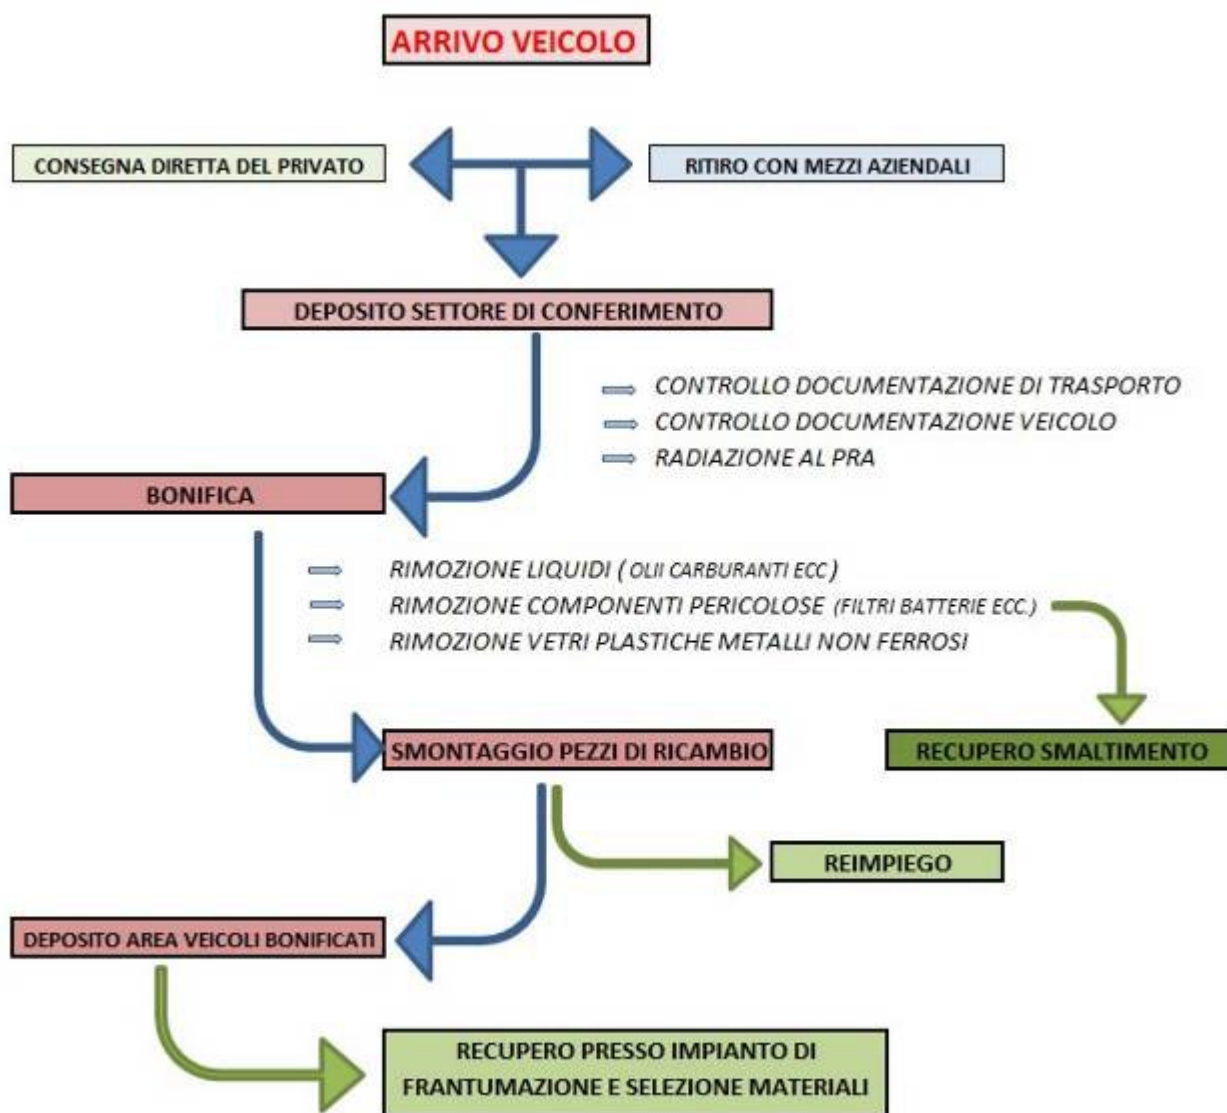 ARRIVO VEICOLO
CONSEGNA DIRETTA DEL PRIVATO
RITIRO CON MEZZI AZIENDALI
DEPOSITO SETTORE DI CONFERIMENTO
CONTROLLO DOCUMENTAZIONE DI TRASPORTO
CONTROLLO DOCUMENTAZIONE VEICOLO
RADIAZIONE AL PRA
BONIFICA
RIMOZIONE LIQUIDI ( OLII CARBURANTI ECC)
RIMOZIONE COMPONENTI PERICOLOSE (FILTRI BATTERIE ECC.)
RIMOZIONE VETRI PLASTICHE METALLI NON FERROSI
SMONTAGGIO PEZZI DI RICAMBIO
RECUPERO SMALTIMENTO
REIMPIEGO
DEPOSITO AREA VEICOLI BONIFICATI
RECUPERO PRESSO IMPIANTO DI
FRANTUMAZIONE E SELEZIONE MATERIALI